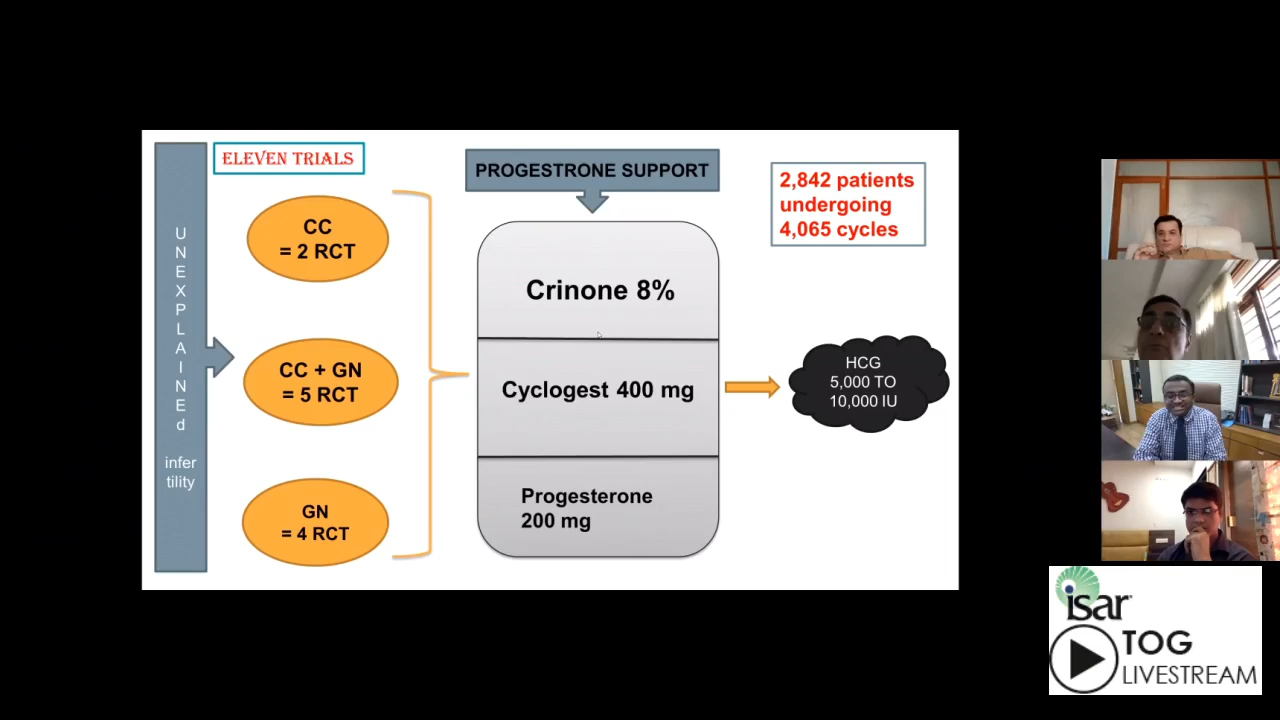 ELEVEN TRIALS
UNEXPLAINEd
infer
tility
CC
= 2 RCT
CC + GN
= 5 RCT
GN
= 4 RCT
PROGESTRONE SUPPORT
Crinone 8%
Cyclogest 400 mg
Progesterone
200 mg
2,842 patients
undergoing
4,065 cycles
HCG
5,000 TO
10,000 IU
isar
TOG
LIVESTREAM